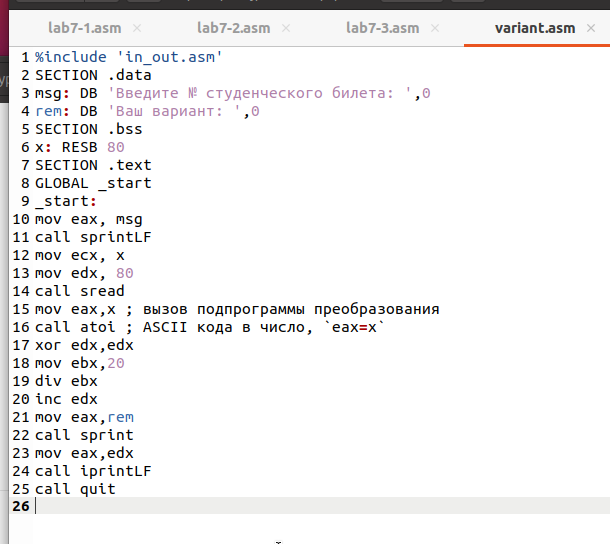 lab7-1.asm × lab7-2.asm × lab7-3.asm × variant.asm ×
1 %include 'in_out.asm'
2 SECTION .data
3 msg: DB 'Введите № студенческого билета: ',0
4 rem: DB 'Ваш вариант: ',0
5 SECTION .bss
6 x: RESB 80
7 SECTION .text
8 GLOBAL _start
9 _start:
10 mov eax, msg
11 call sprintLF
12 mov ecx, x
13 mov edx, 80
14 call sread
15 mov eax,x ; вызов подпрограммы преобразования
16 call atoi ; ASCII кода в число, `eax=x`
17 xor edx,edx
18 mov ebx,20
19 div ebx
20 inc edx
21 mov eax,rem
22 call sprint
23 mov eax,edx
24 call iprintLF
25 call quit
26